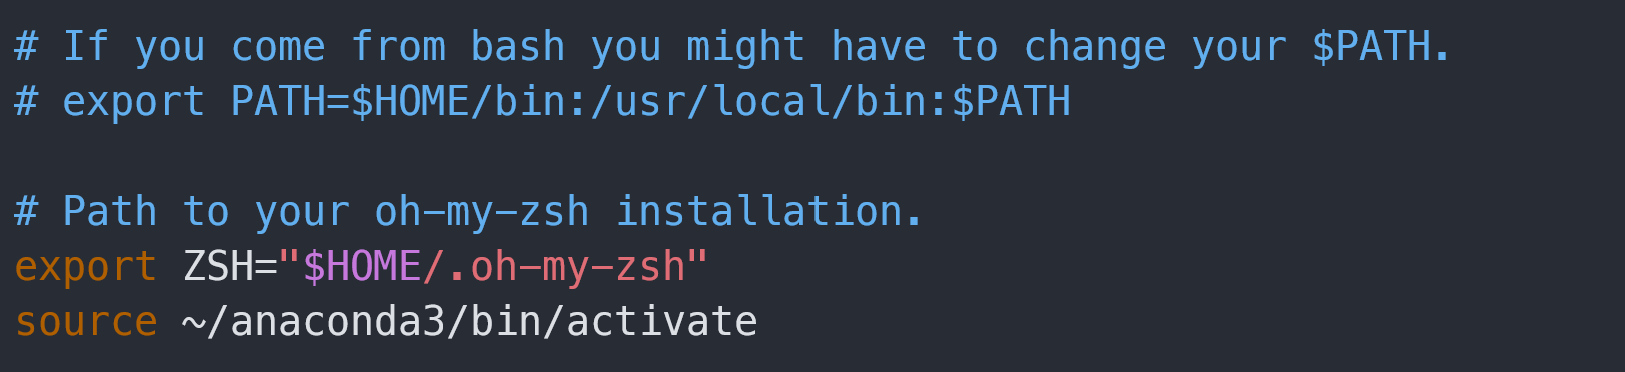 # If you come from bash you might have to change your $PATH.
# export PATH=$HOME/bin:/usr/local/bin:$PATH
# Path to your oh-my-zsh installation.
export ZSH="$HOME/.oh-my-zsh"
source ~/anaconda3/bin/activate